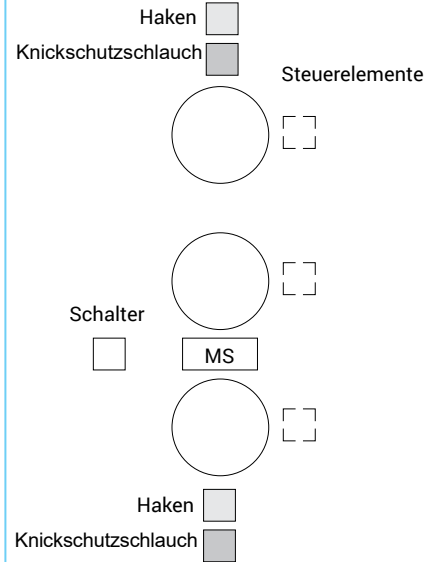 Haken
Knickschutzschlauch
Steuerelemente
Schalter
MS
Haken
Knickschutzschlauch